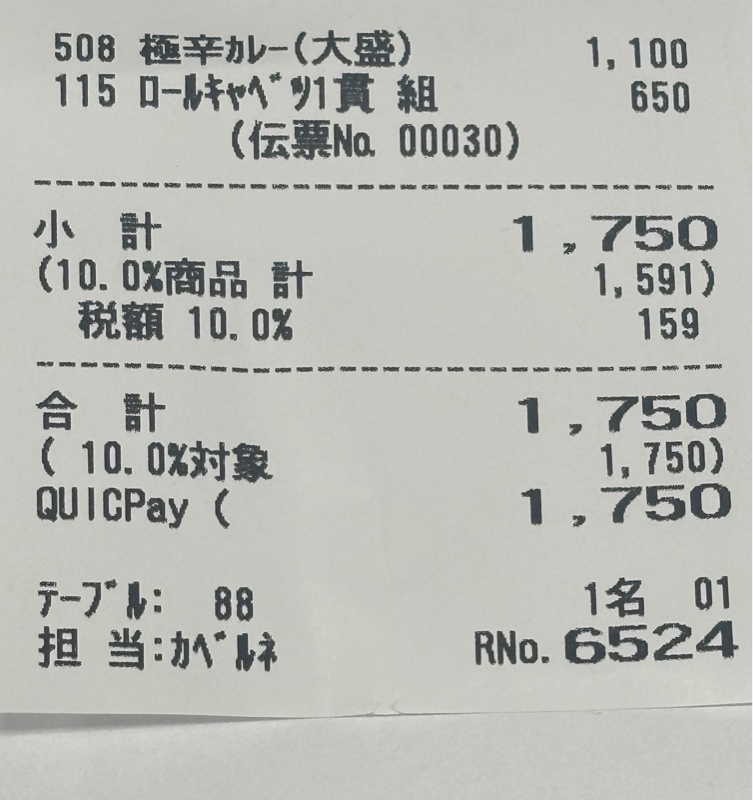 508 極辛カレー(大盛) 1,100
115 ロールキャベツ1貫 組 650
(伝票No. 00030)
小 計 1,750
(10.0%商品 計 1,591)
税額 10.0% 159
合 計 1,750
( 10.0%対象 1,750)
QUICPay ( 1,750
テーブル: 88 1名 01
担 当:カベルネ RNo. 6524